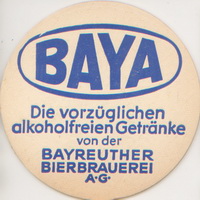 BAYA
Die vorzüglichen
alkoholfreien Getränke
von der
BAYREUTHER
BIERBRAUEREI
A·G·